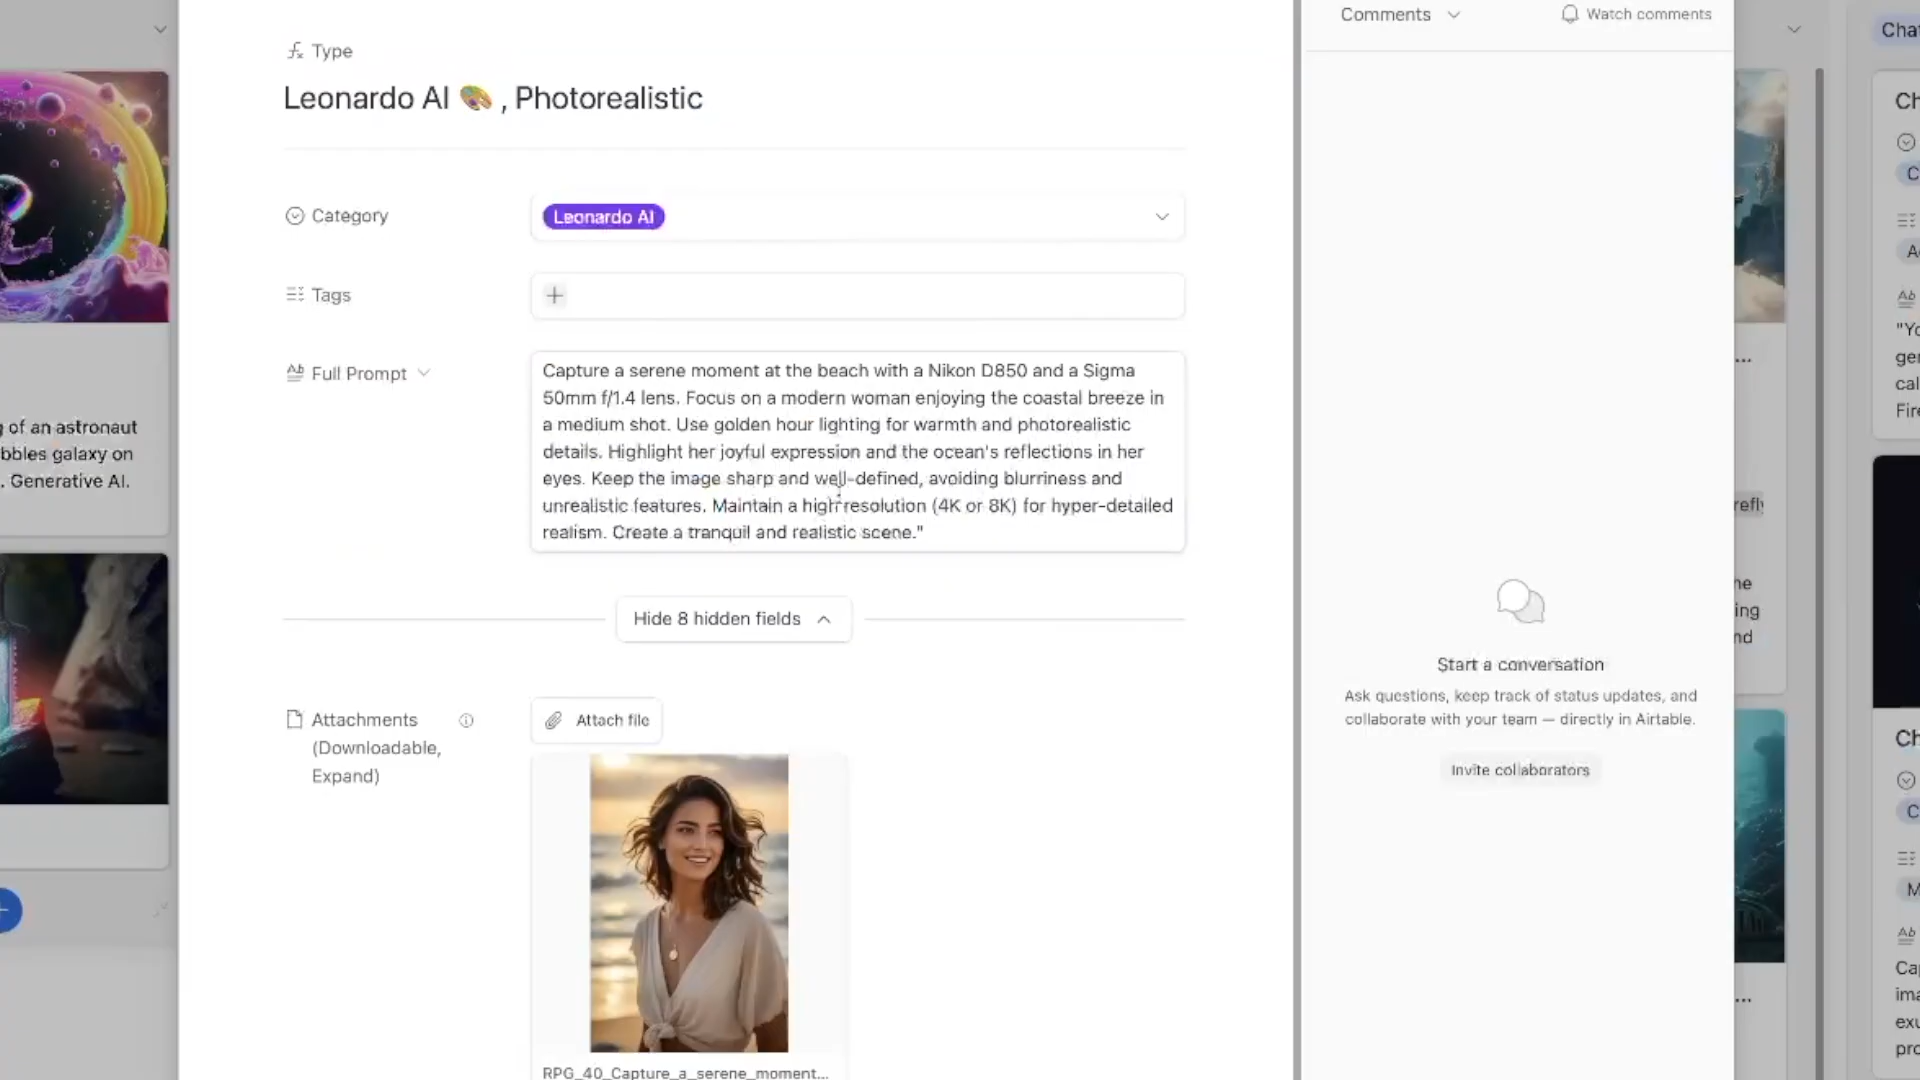 Comments
Watch comments
Type
Leonardo AI 🎨 , Photorealistic
Category
Leonardo AI
Tags
Full Prompt
Capture a serene moment at the beach with a Nikon D850 and a Sigma
50mm f/1.4 lens. Focus on a modern woman enjoying the coastal breeze in
a medium shot. Use golden hour lighting for warmth and photorealistic
details. Highlight her joyful expression and the ocean's reflections in her
eyes. Keep the image sharp and well-defined, avoiding blurriness and
unrealistic features. Maintain a high resolution (4K or 8K) for hyper-detailed
realism. Create a tranquil and realistic scene."
Hide 8 hidden fields
Attachments
(Downloadable,
Expand)
Attach file
RPG_40_Capture_a_serene_moment...
Start a conversation
Ask questions, keep track of status updates, and
collaborate with your team — directly in Airtable.
Invite collaborators
of an astronaut
galaxy on
. Generative AI.